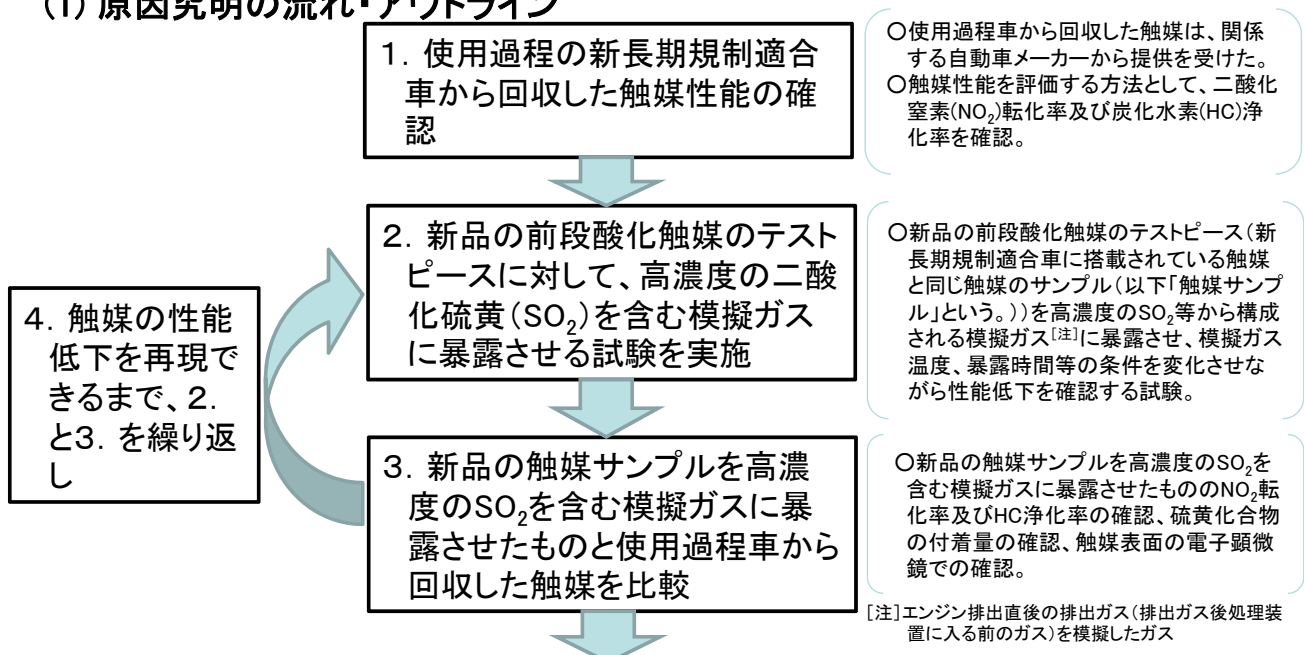 (1) 原因究明の流れ・アウトライン
1．使用過程の新長期規制適合
車から回収した触媒性能の確
認
○使用過程車から回収した触媒は、関係
する自動車メーカーから提供を受けた。
○触媒性能を評価する方法として、二酸化
窒素(NO₂)転化率及び炭化水素(HC)浄
化率を確認。
2．新品の前段酸化触媒のテスト
ピースに対して、高濃度の二酸
化硫黄(SO₂)を含む模擬ガス
に暴露させる試験を実施
○新品の前段酸化触媒のテストピース(新
長期規制適合車に搭載されている触媒
と同じ触媒のサンプル(以下「触媒サンプ
ル」という。))を高濃度のSO₂等から構成
される模擬ガス[注]に暴露させ、模擬ガス
温度、暴露時間等の条件を変化させな
がら性能低下を確認する試験。
4．触媒の性能
低下を再現で
きるまで、2．
と3．を繰り返
し
3．新品の触媒サンプルを高濃
度のSO₂を含む模擬ガスに暴
露させたものと使用過程車から
回収した触媒を比較
○新品の触媒サンプルを高濃度のSO₂を
含む模擬ガスに暴露させたもののNO₂転
化率及びHC浄化率の確認、硫黄化合物
の付着量の確認、触媒表面の電子顕微
鏡での確認。
[注]エンジン排出直後の排出ガス(排出ガス後処理装
置に入る前のガス)を模擬したガス